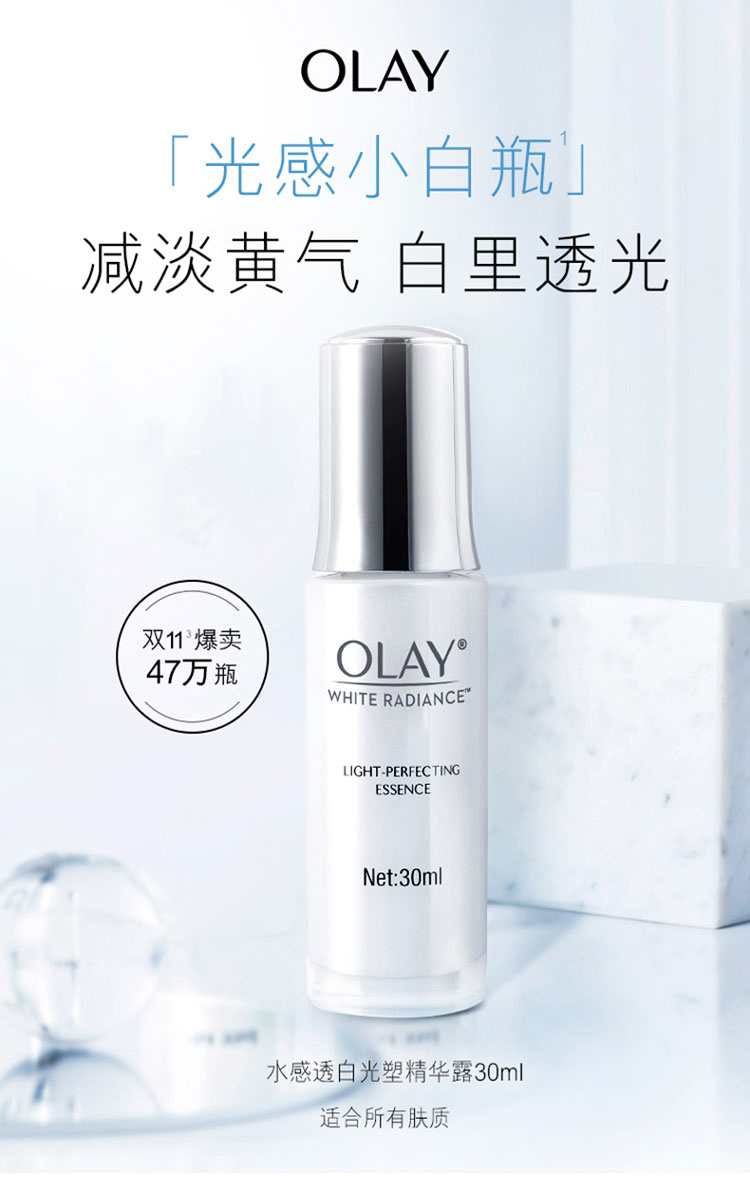 OLAY
「光感小白瓶¹」
减淡黄气 白里透光
双11³爆卖
47万瓶
OLAY®
WHITE RADIANCE™
LIGHT-PERFECTING
ESSENCE
Net:30ml
水感透白光塑精华露30ml
适合所有肤质